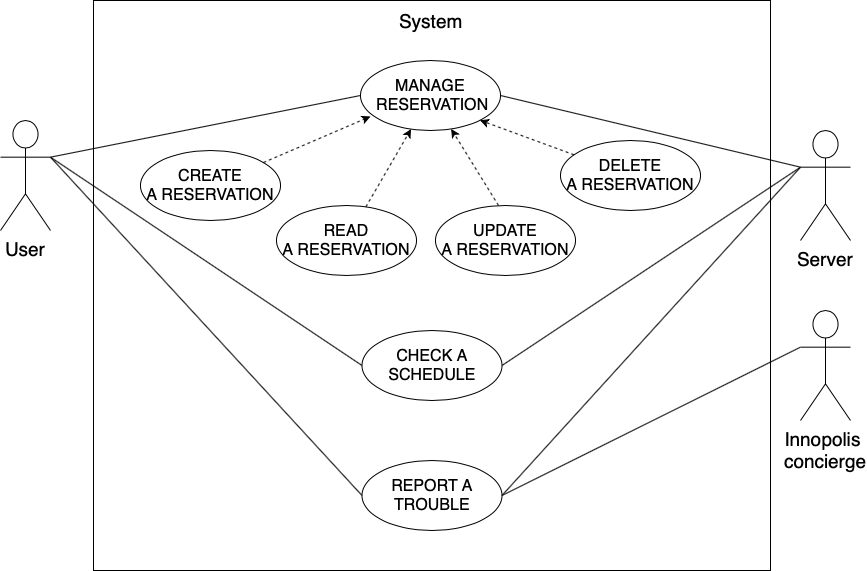 System
MANAGE
RESERVATION
CREATE
A RESERVATION
DELETE
A RESERVATION
READ
A RESERVATION
UPDATE
A RESERVATION
User
Server
CHECK A
SCHEDULE
Innopolis
concierge
REPORT A
TROUBLE